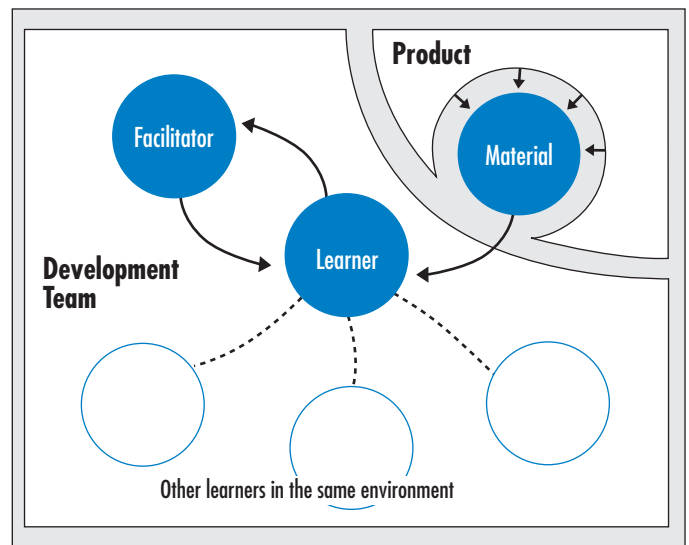 Product
Facilitator
Material
Learner
Development
Team
Other learners in the same environment